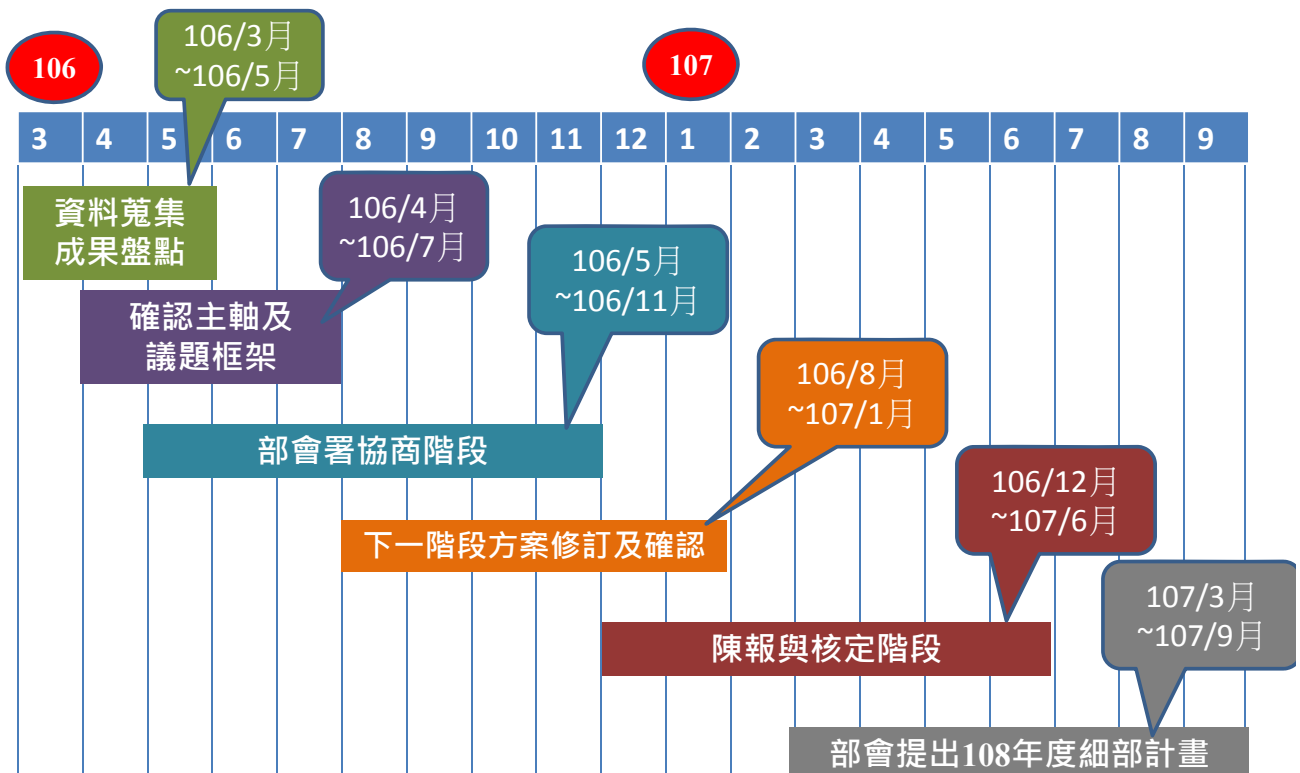 106
106/3月
~106/5月
107
3 4 5 6 7 8 9 10 11 12 1 2 3 4 5 6 7 8 9
資料蒐集
成果盤點
106/4月
~106/7月
確認主軸及
議題框架
106/5月
~106/11月
部會署協商階段
106/8月
~107/1月
下一階段方案修訂及確認
106/12月
~107/6月
陳報與核定階段
107/3月
~107/9月
部會提出108年度細部計畫